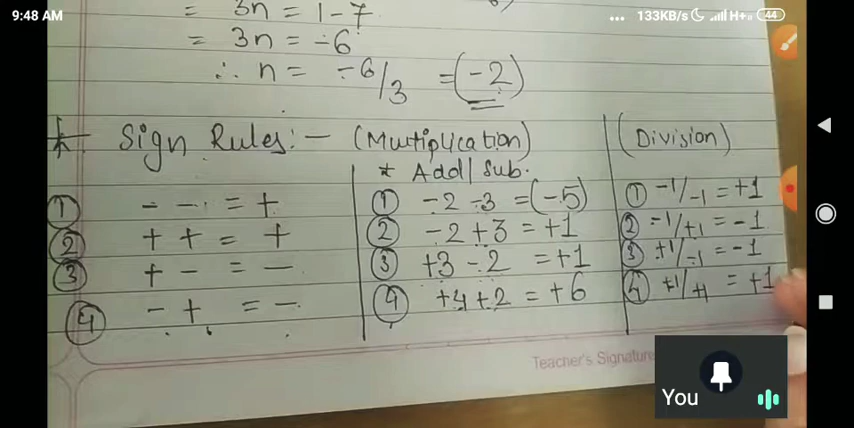 9:48 AM
... 133KB/s H+ 44
= 3n = 1 - 7
= 3n = -6
∴ n = -6/3 = (-2)
* Sign Rules:- (Multiplication)
① - - = +
② + + = +
③ + - = -
④ - + = -
* Add/Sub.
① -2 -3 = (-5)
② -2 + 3 = +1
③ +3 - 2 = +1
④ +4 + 2 = +6
(Division)
① -1/-1 = +1
② -1/+1 = -1
③ +1/-1 = -1
④ +1/+1 = +1
Teacher's Signature
You